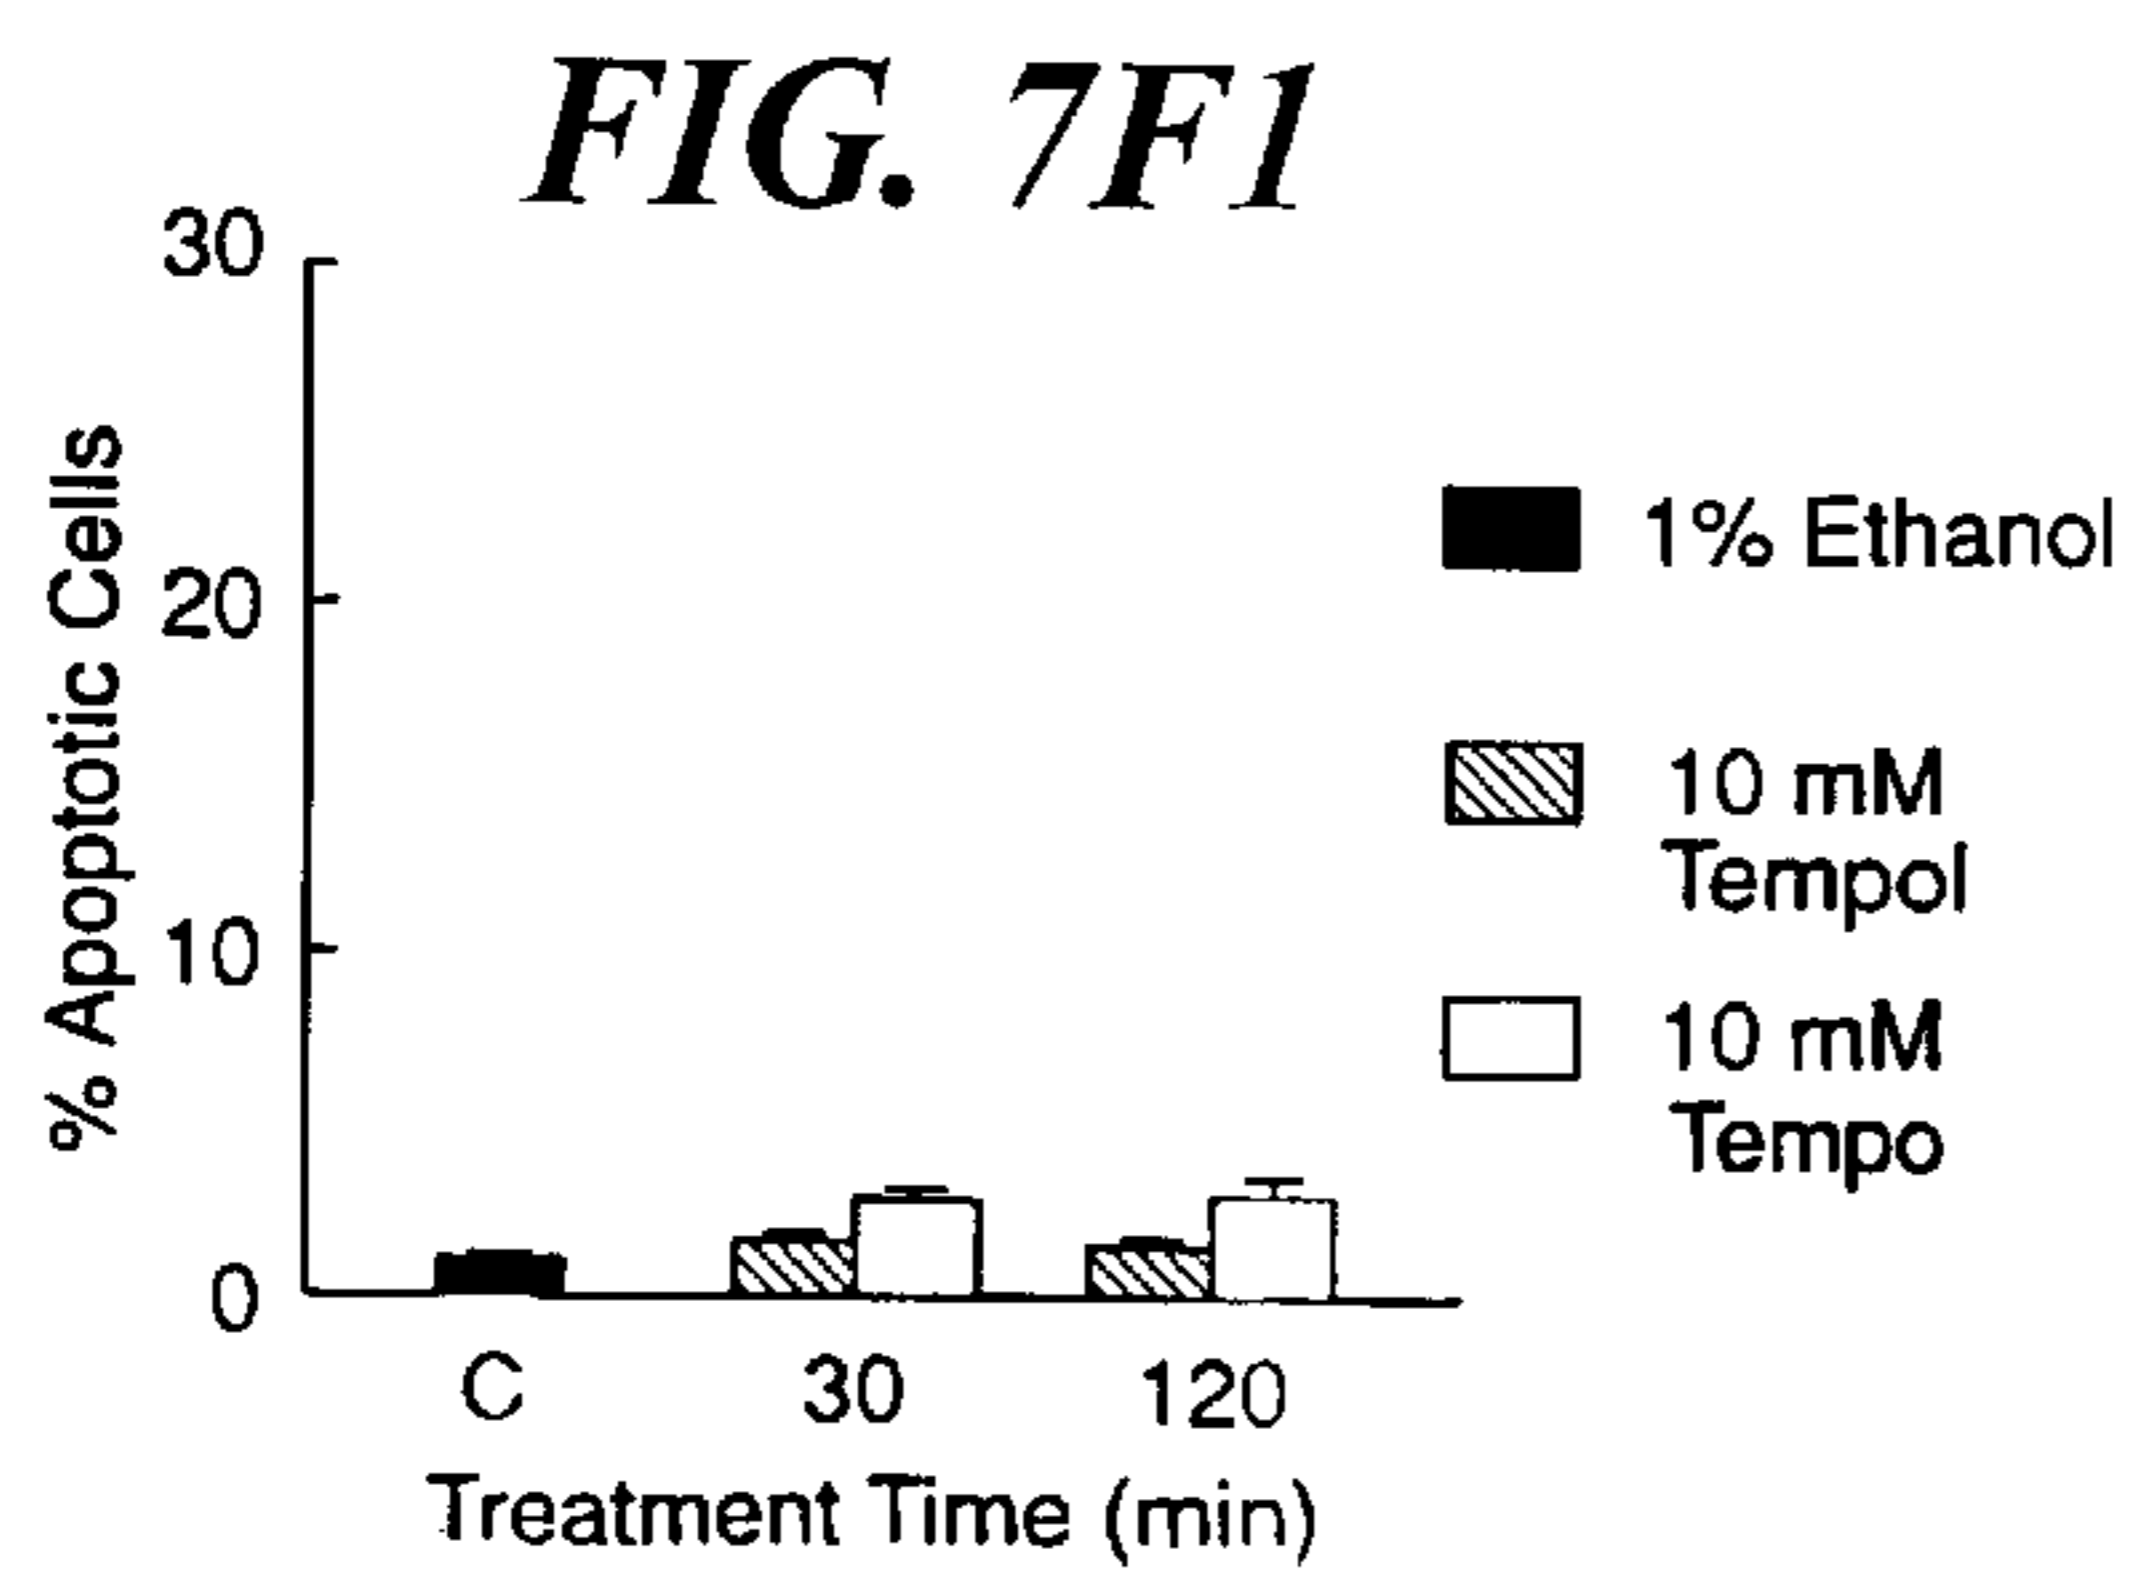 FIG. 7F1
30
20
10
0
% Apoptotic Cells
C
30
120
Treatment Time (min)
1% Ethanol
10 mM
Tempol
10 mM
Tempo